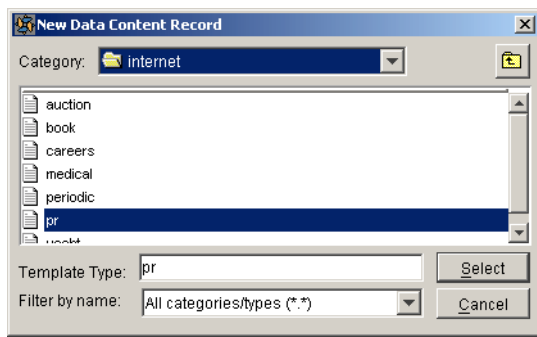 New Data Content Record
Category: internet
auction
book
careers
medical
periodic
pr
Template Type: pr
Select
Filter by name: All categories/types (*.*)
Cancel